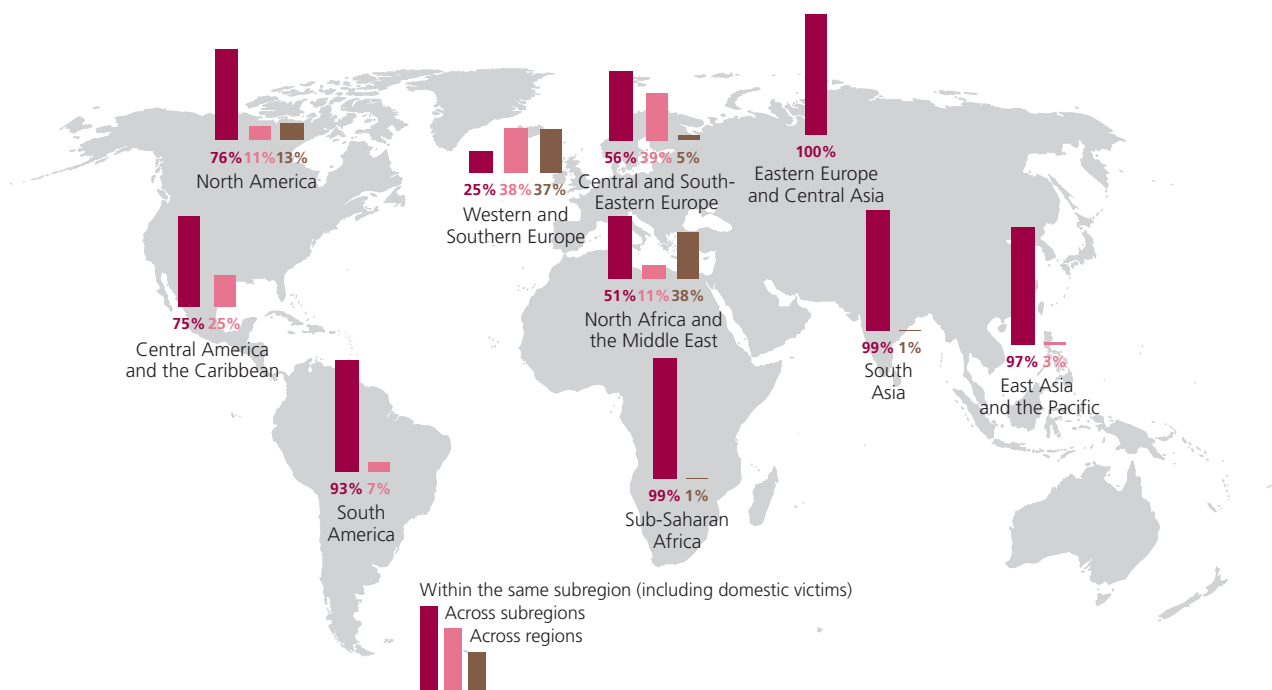 76% 11% 13%
North America
25% 38% 37%
Western and
Southern Europe
56% 39% 5%
Central and South-
Eastern Europe
100%
Eastern Europe
and Central Asia
75% 25%
Central America
and the Caribbean
51% 11% 38%
North Africa and
the Middle East
99% 1%
South
Asia
97% 3%
East Asia
and the Pacific
93% 7%
South
America
99% 1%
Sub-Saharan
Africa
Within the same subregion (including domestic victims)
Across subregions
Across regions